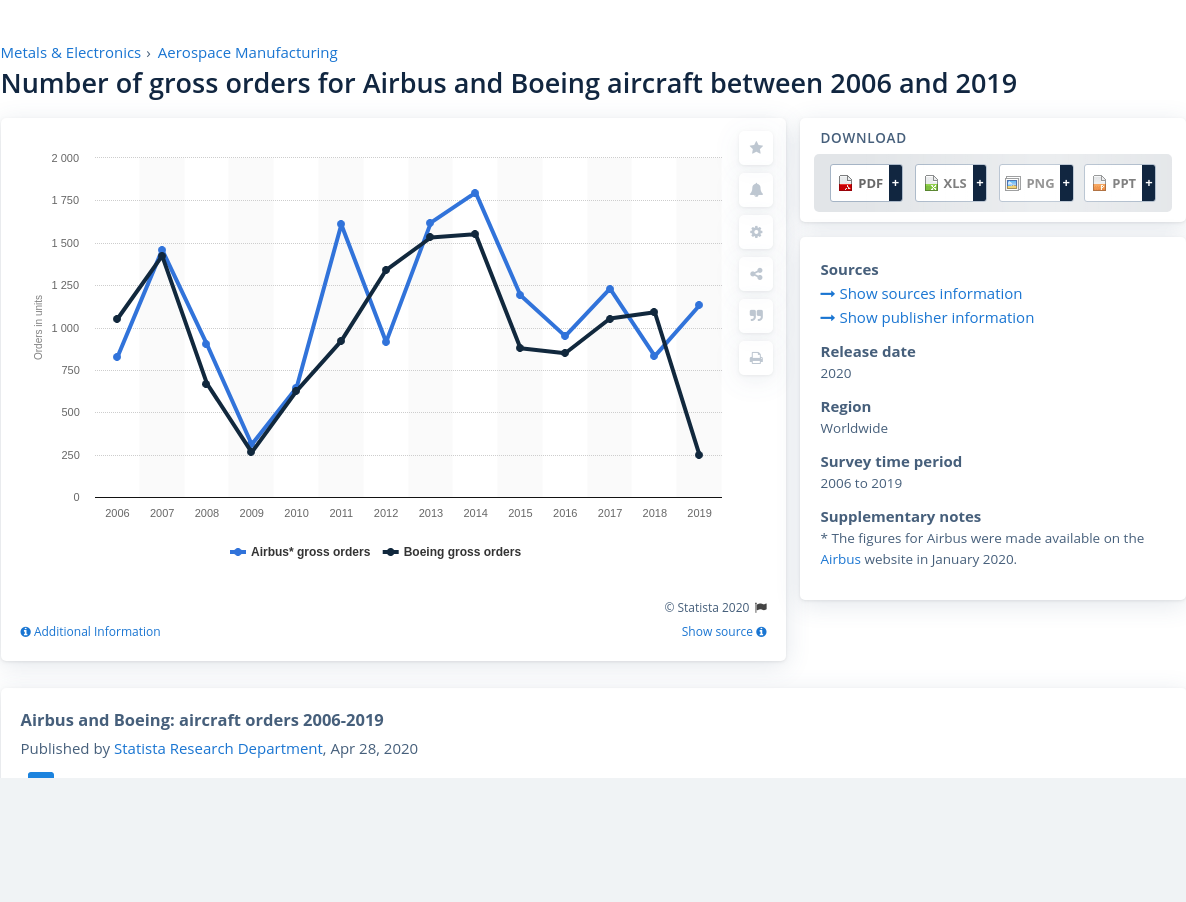 Metals & Electronics › Aerospace Manufacturing
Number of gross orders for Airbus and Boeing aircraft between 2006 and 2019
2 000
1 750
1 500
1 250
1 000
750
500
250
0
Orders in units
2006 2007 2008 2009 2010 2011 2012 2013 2014 2015 2016 2017 2018 2019
Airbus* gross orders Boeing gross orders
© Statista 2020
Additional Information Show source
DOWNLOAD
PDF + XLS + PNG + PPT +
Sources
Show sources information
Show publisher information
Release date
2020
Region
Worldwide
Survey time period
2006 to 2019
Supplementary notes
* The figures for Airbus were made available on the
Airbus website in January 2020.
Airbus and Boeing: aircraft orders 2006-2019
Published by Statista Research Department, Apr 28, 2020